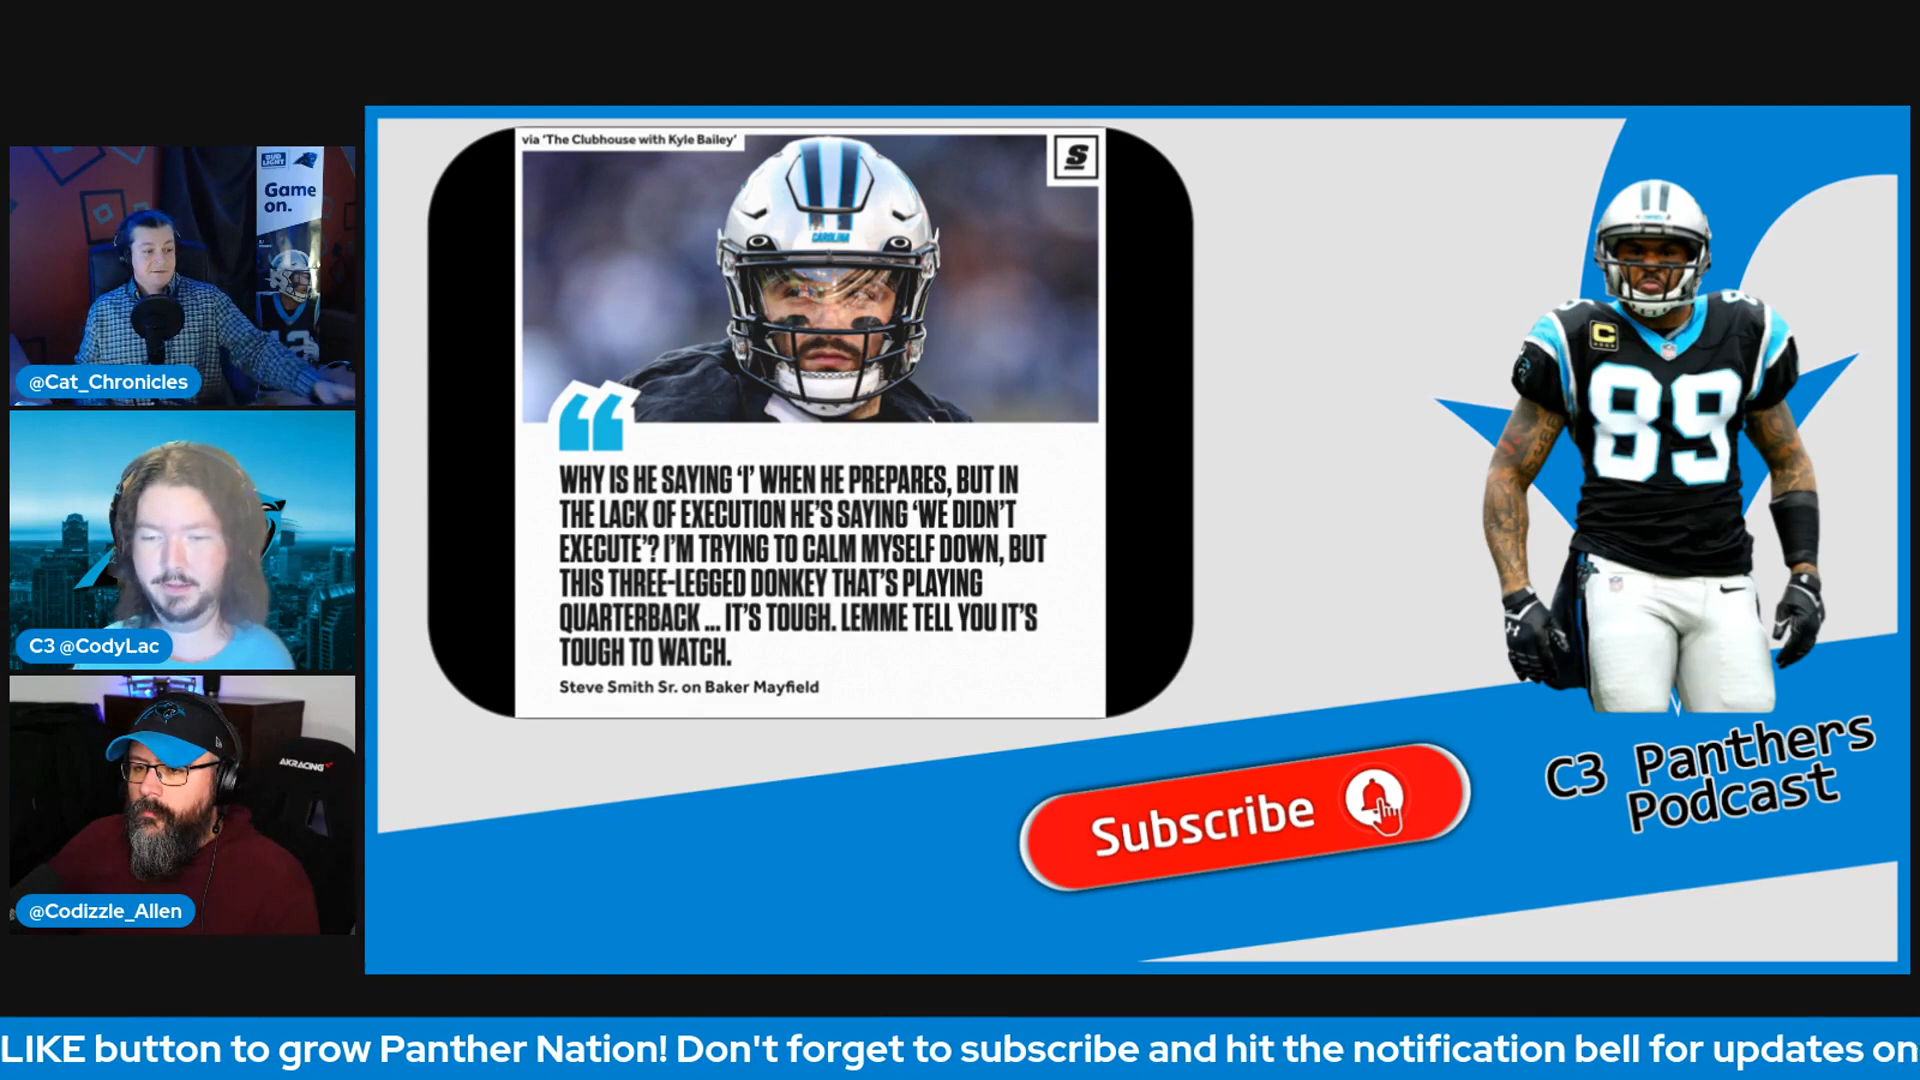 BUD LIGHT
Game
on.
@Cat_Chronicles
C3 @CodyLac
AKRACING
@Codizzle_Allen
via ‘The Clubhouse with Kyle Bailey’
S
CAROLINA
“
WHY IS HE SAYING ‘I’ WHEN HE PREPARES, BUT IN
THE LACK OF EXECUTION HE’S SAYING ‘WE DIDN’T
EXECUTE’? I’M TRYING TO CALM MYSELF DOWN, BUT
THIS THREE-LEGGED DONKEY THAT’S PLAYING
QUARTERBACK ... IT’S TOUGH. LEMME TELL YOU IT’S
TOUGH TO WATCH.
Steve Smith Sr. on Baker Mayfield
C
89
C3 Panthers
Podcast
Subscribe
LIKE button to grow Panther Nation! Don't forget to subscribe and hit the notification bell for updates on